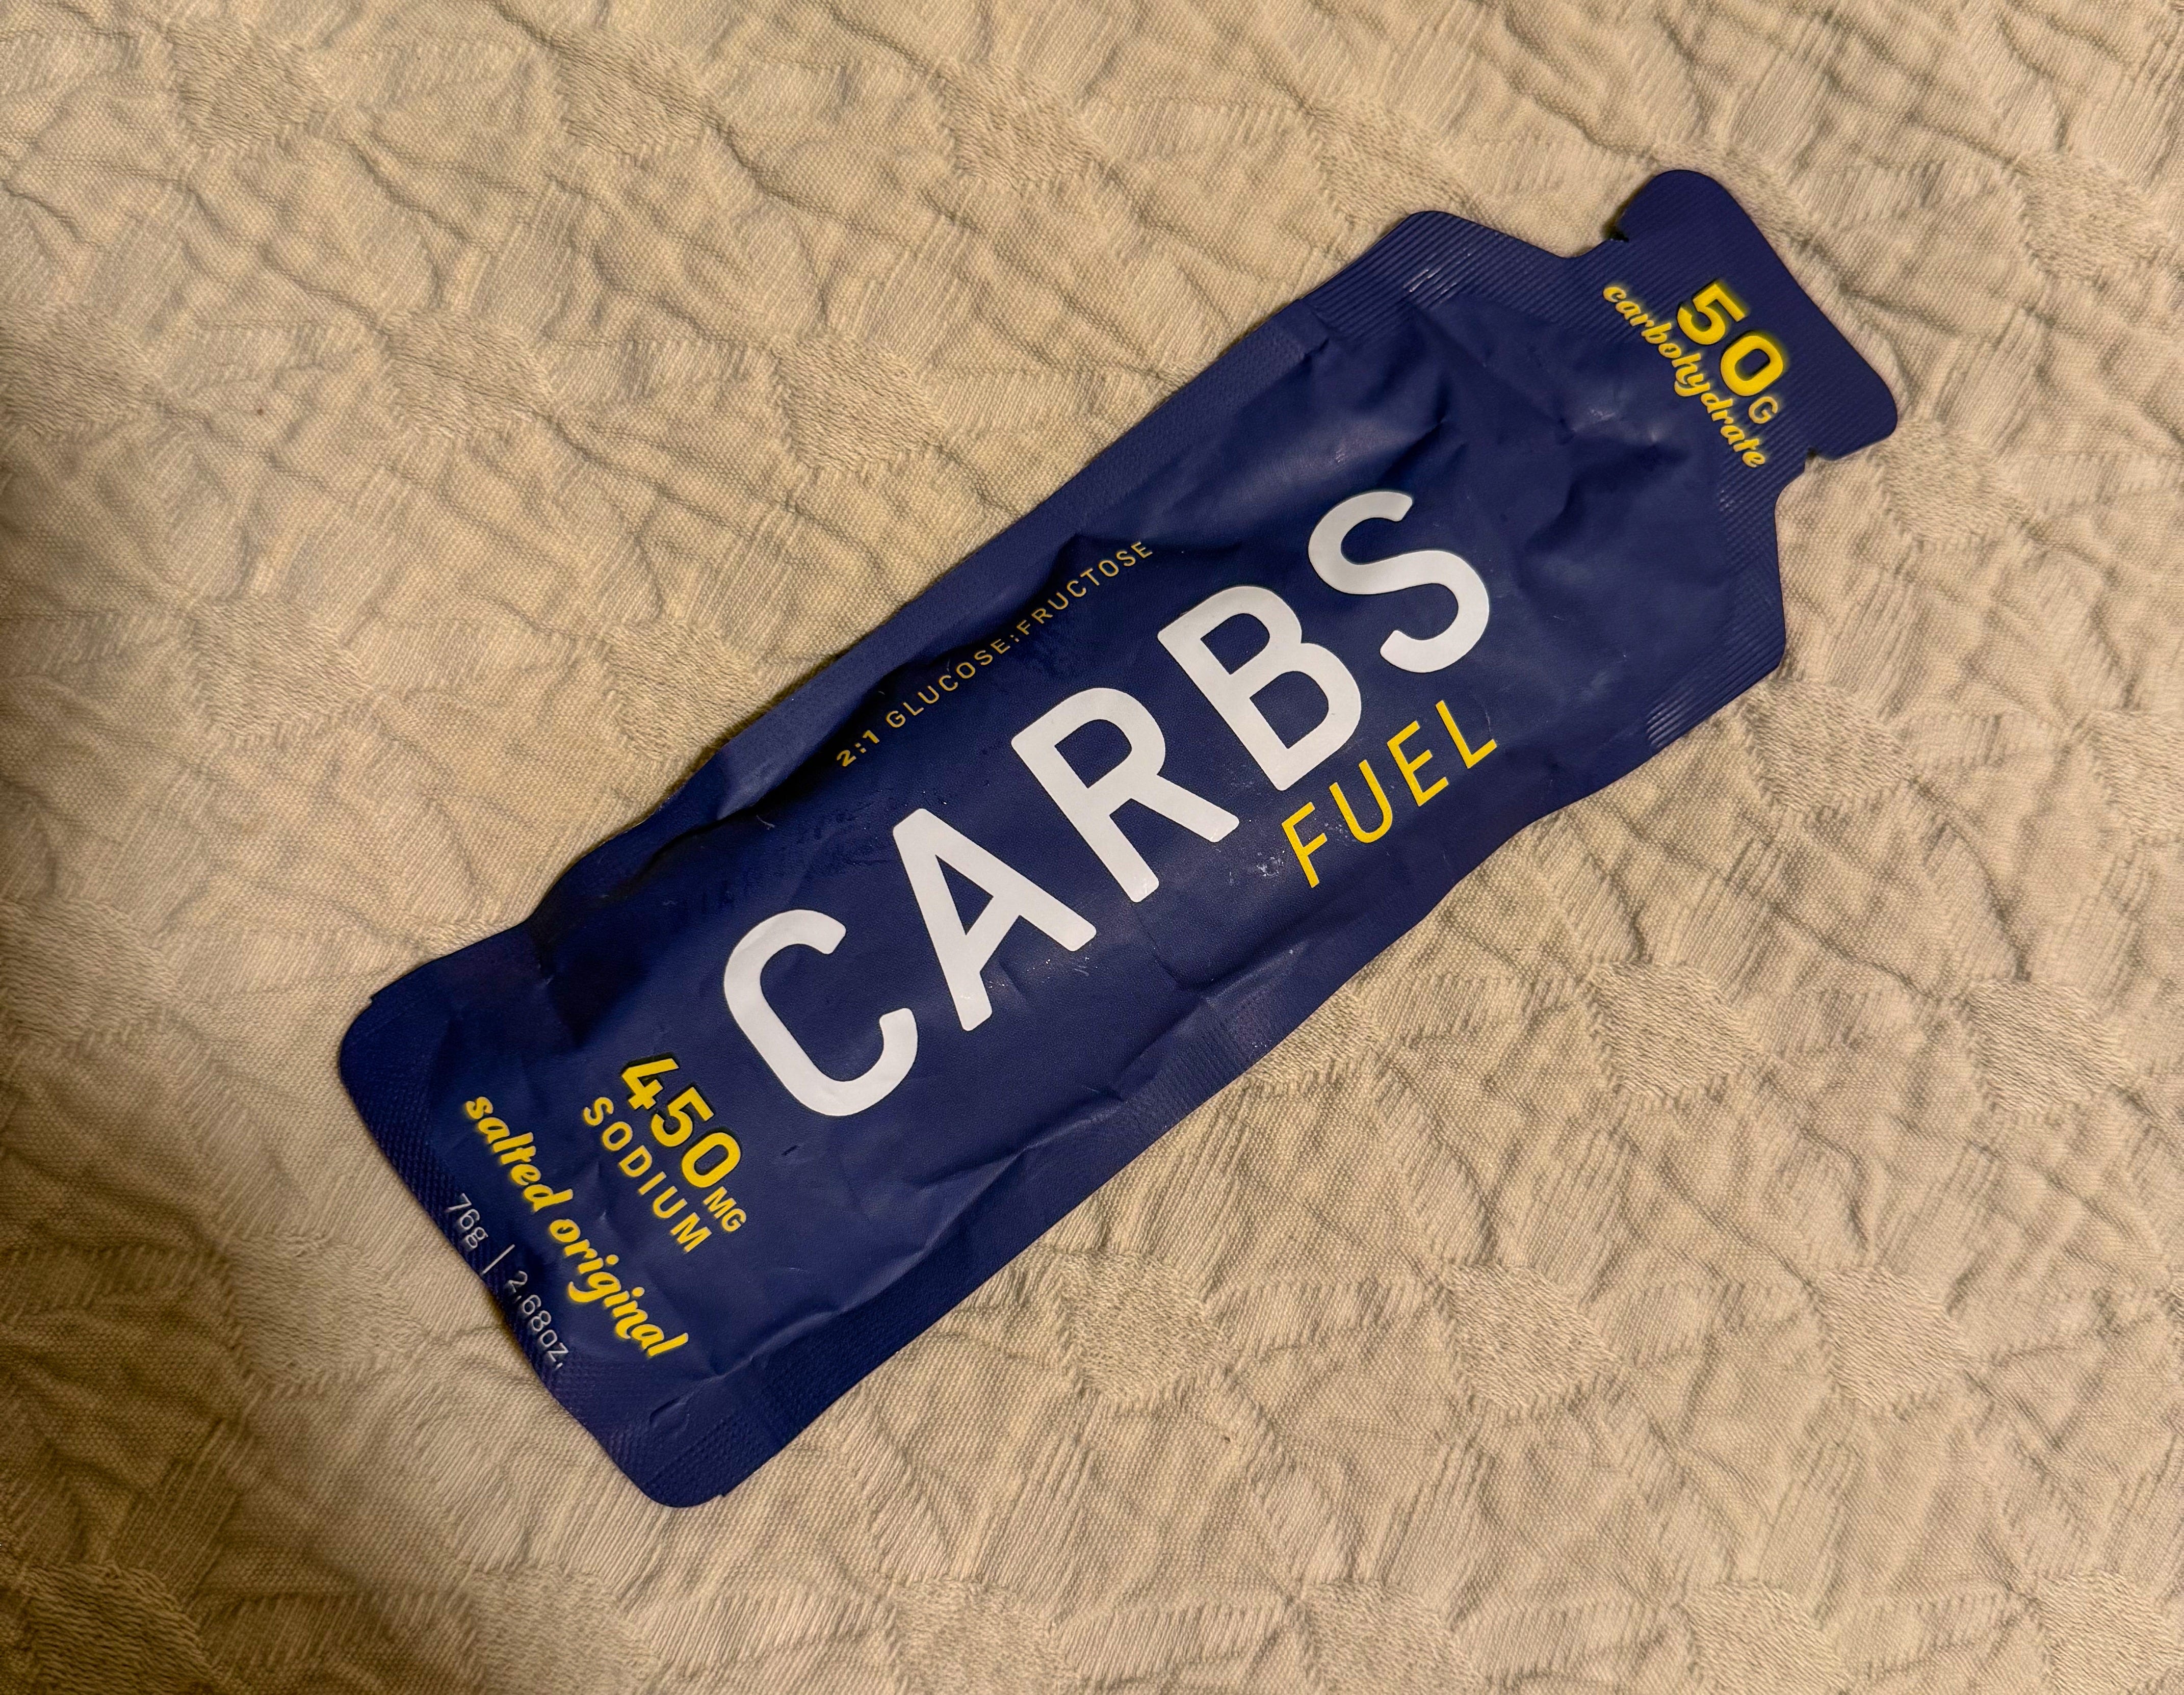 50G
carbohydrate
2:1 GLUCOSE:FRUCTOSE
CARBS
FUEL
450MG
SODIUM
salted original
76g | 2.68oz.